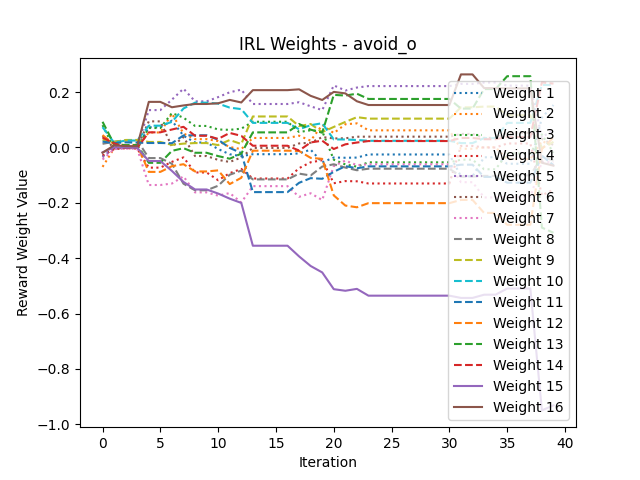 IRL Weights - avoid_o
Reward Weight Value
0.2
0.0
−0.2
−0.4
−0.6
−0.8
−1.0
Weight 1
Weight 2
Weight 3
Weight 4
Weight 5
Weight 6
Weight 7
Weight 8
Weight 9
Weight 10
Weight 11
Weight 12
Weight 13
Weight 14
Weight 15
Weight 16
0 5 10 15 20 25 30 35 40
Iteration